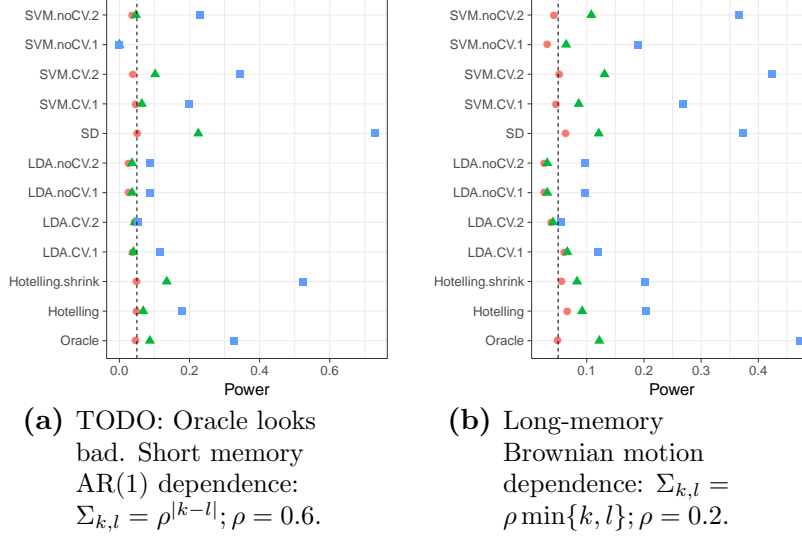 SVM.noCV.2
SVM.noCV.1
SVM.CV.2
SVM.CV.1
SD
LDA.noCV.2
LDA.noCV.1
LDA.CV.2
LDA.CV.1
Hotelling.shrink
Hotelling
Oracle
0.0 0.2 0.4 0.6
Power
(a) TODO: Oracle looks
bad. Short memory
AR(1) dependence:
Σ_{k,l} = ρ^{|k−l|}; ρ = 0.6.
SVM.noCV.2
SVM.noCV.1
SVM.CV.2
SVM.CV.1
SD
LDA.noCV.2
LDA.noCV.1
LDA.CV.2
LDA.CV.1
Hotelling.shrink
Hotelling
Oracle
0.1 0.2 0.3 0.4
Power
(b) Long-memory
Brownian motion
dependence: Σ_{k,l} =
ρ min{k, l}; ρ = 0.2.